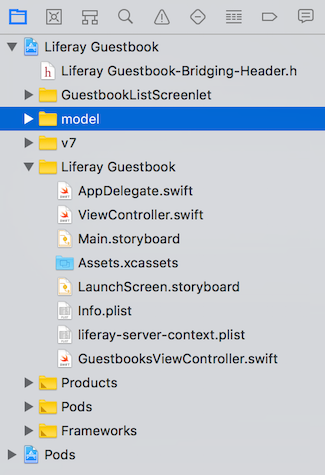 Liferay Guestbook
h Liferay Guestbook-Bridging-Header.h
GuestbookListScreenlet
model
v7
Liferay Guestbook
AppDelegate.swift
ViewController.swift
Main.storyboard
Assets.xcassets
LaunchScreen.storyboard
Info.plist
liferay-server-context.plist
GuestbooksViewController.swift
Products
Pods
Frameworks
Pods